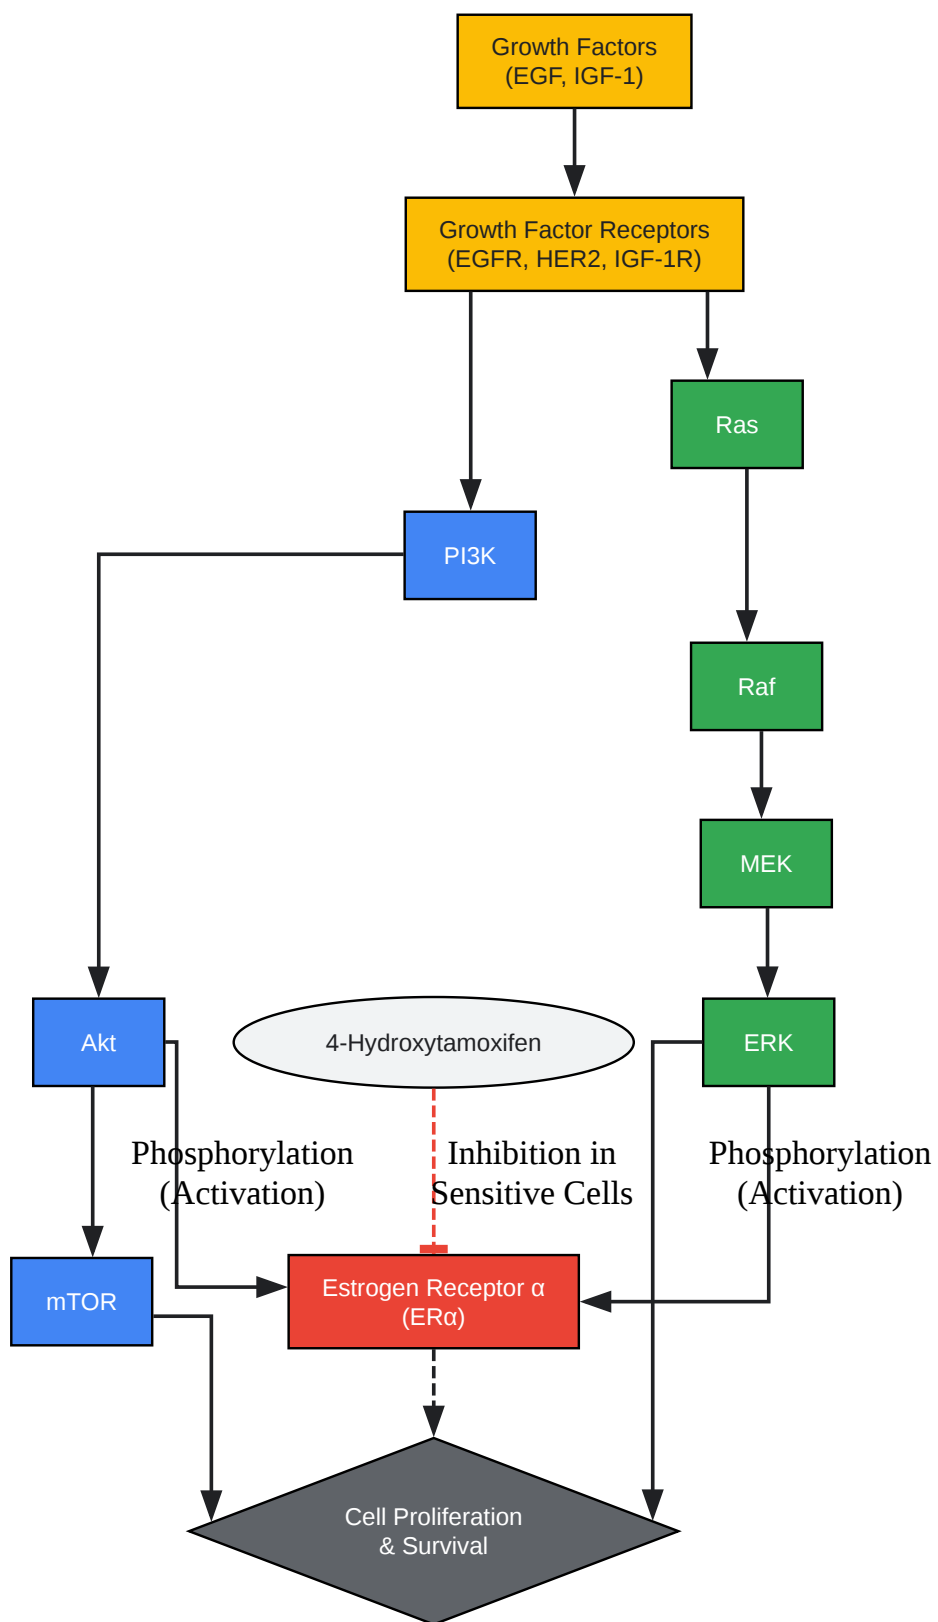 Growth Factors
(EGF, IGF-1)
Growth Factor Receptors
(EGFR, HER2, IGF-1R)
Ras
PI3K
Raf
MEK
Akt
4-Hydroxytamoxifen
ERK
Phosphorylation
(Activation)
Inhibition in
Sensitive Cells
Phosphorylation
(Activation)
mTOR
Estrogen Receptor α
(ERα)
Cell Proliferation
& Survival